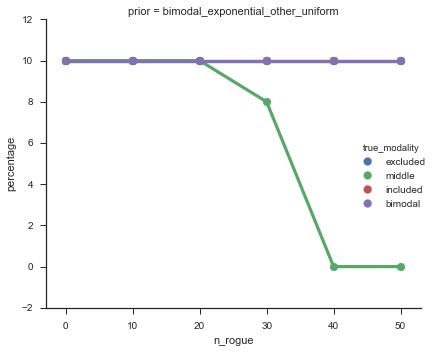 prior = bimodal_exponential_other_uniform
12
10
8
6
4
2
0
−2
percentage
true_modality
excluded
middle
included
bimodal
0 10 20 30 40 50
n_rogue